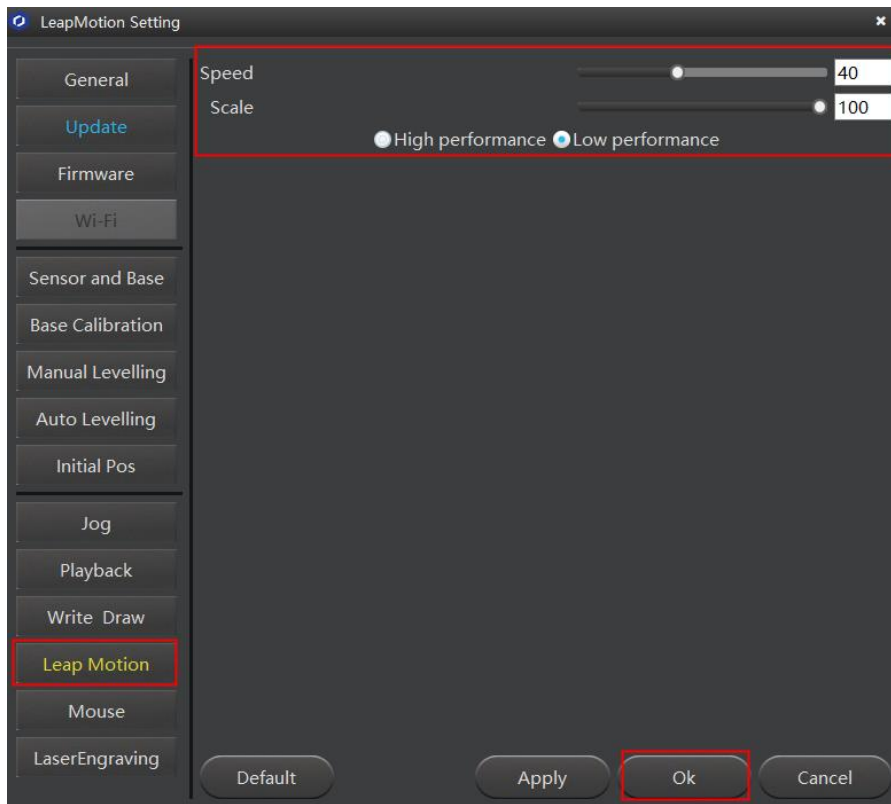 LeapMotion Setting
General
Update
Firmware
Wi-Fi
Sensor and Base
Base Calibration
Manual Levelling
Auto Levelling
Initial Pos
Jog
Playback
Write Draw
Leap Motion
Mouse
LaserEngraving
Speed 40
Scale 100
High performance Low performance
Default Apply Ok Cancel